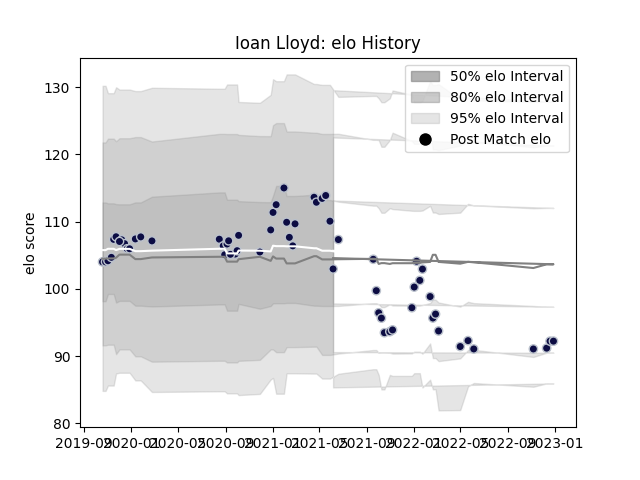 Ioan Lloyd: elo History
50% elo Interval
80% elo Interval
95% elo Interval
Post Match elo
elo score
130
120
110
100
90
80
2019-09 2020-01 2020-05 2020-09 2021-01 2021-05 2021-09 2022-01 2022-05 2022-09 2023-01